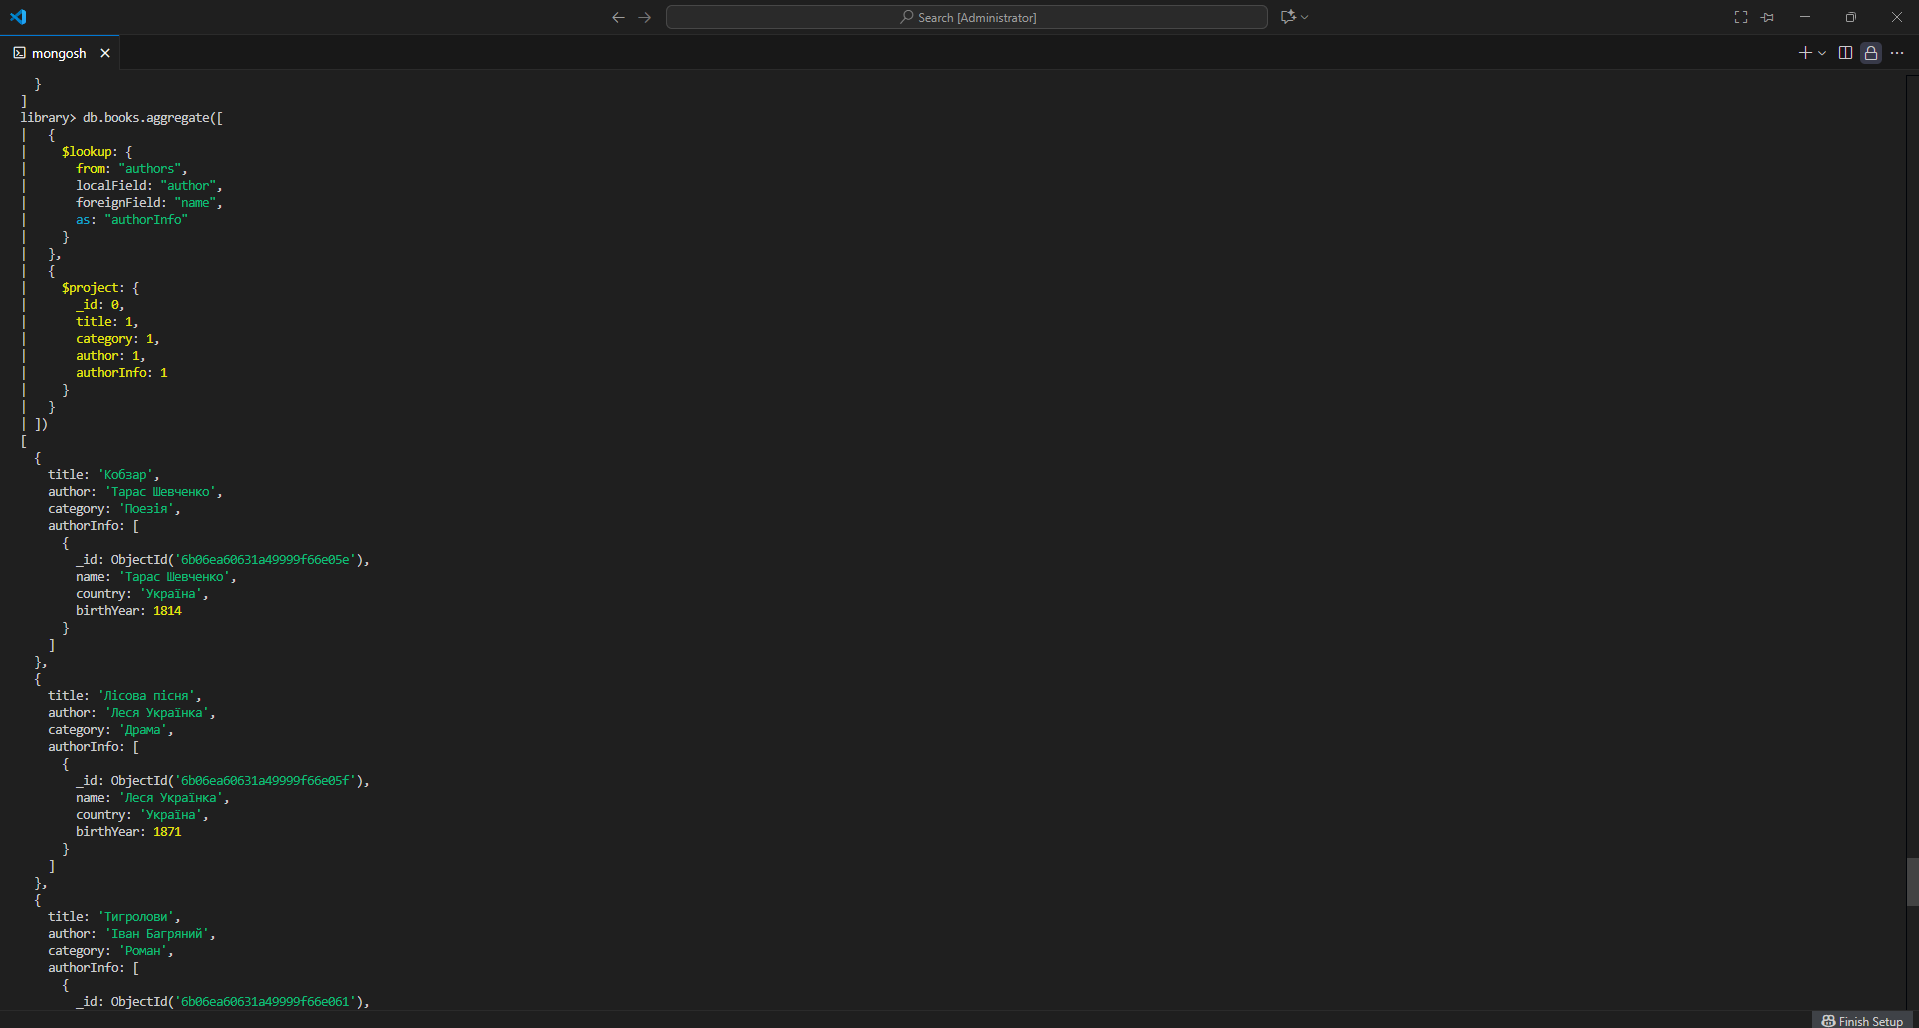 Search [Administrator]
mongosh
  }
]
library> db.books.aggregate([
|   {
|     $lookup: {
|       from: "authors",
|       localField: "author",
|       foreignField: "name",
|       as: "authorInfo"
|     }
|   },
|   {
|     $project: {
|       _id: 0,
|       title: 1,
|       category: 1,
|       author: 1,
|       authorInfo: 1
|     }
|   }
| ])
[
  {
    title: 'Кобзар',
    author: 'Тарас Шевченко',
    category: 'Поезія',
    authorInfo: [
      {
        _id: ObjectId('6b06ea60631a49999f66e05e'),
        name: 'Тарас Шевченко',
        country: 'Україна',
        birthYear: 1814
      }
    ]
  },
  {
    title: 'Лісова пісня',
    author: 'Леся Українка',
    category: 'Драма',
    authorInfo: [
      {
        _id: ObjectId('6b06ea60631a49999f66e05f'),
        name: 'Леся Українка',
        country: 'Україна',
        birthYear: 1871
      }
    ]
  },
  {
    title: 'Тигролови',
    author: 'Іван Багряний',
    category: 'Роман',
    authorInfo: [
      {
        _id: ObjectId('6b06ea60631a49999f66e061'),
Finish Setup